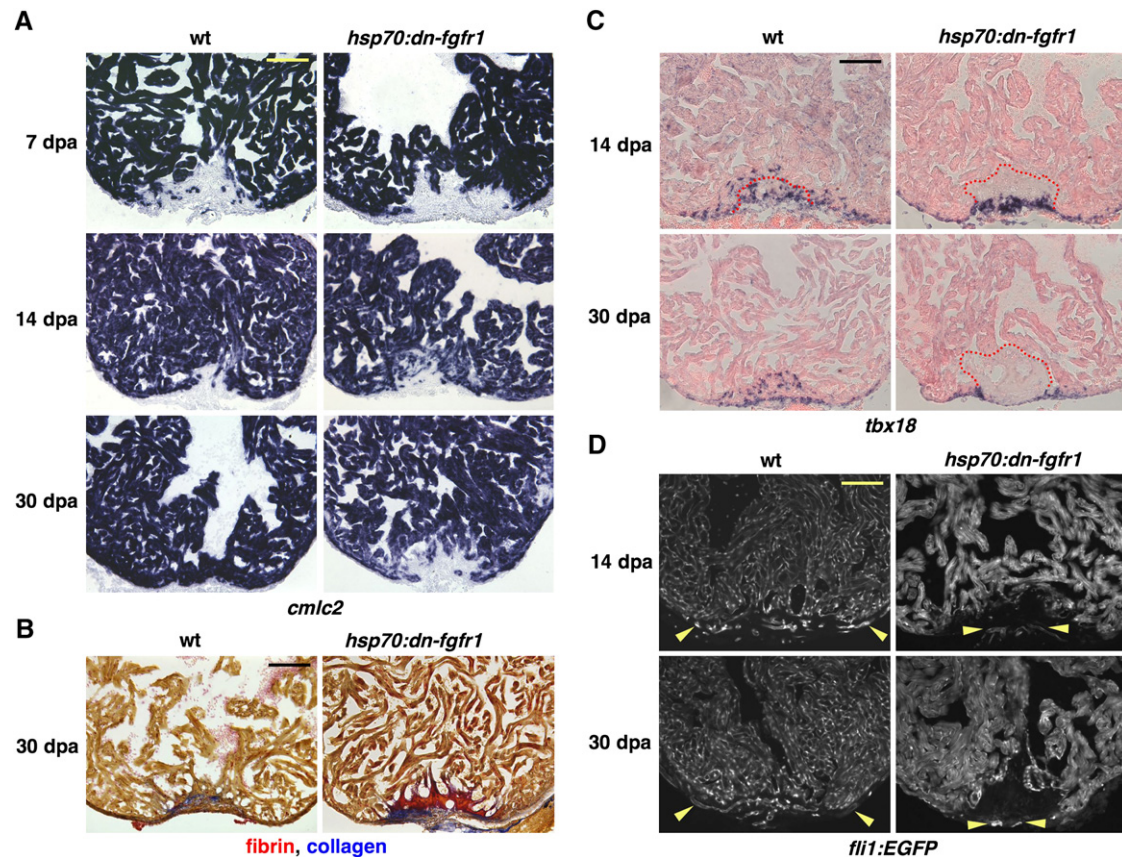 A
wt
hsp70:dn-fgfr1
7 dpa
14 dpa
30 dpa
cmlc2
B
wt
hsp70:dn-fgfr1
30 dpa
fibrin, collagen
C
wt
hsp70:dn-fgfr1
14 dpa
30 dpa
tbx18
D
wt
hsp70:dn-fgfr1
14 dpa
30 dpa
fli1:EGFP